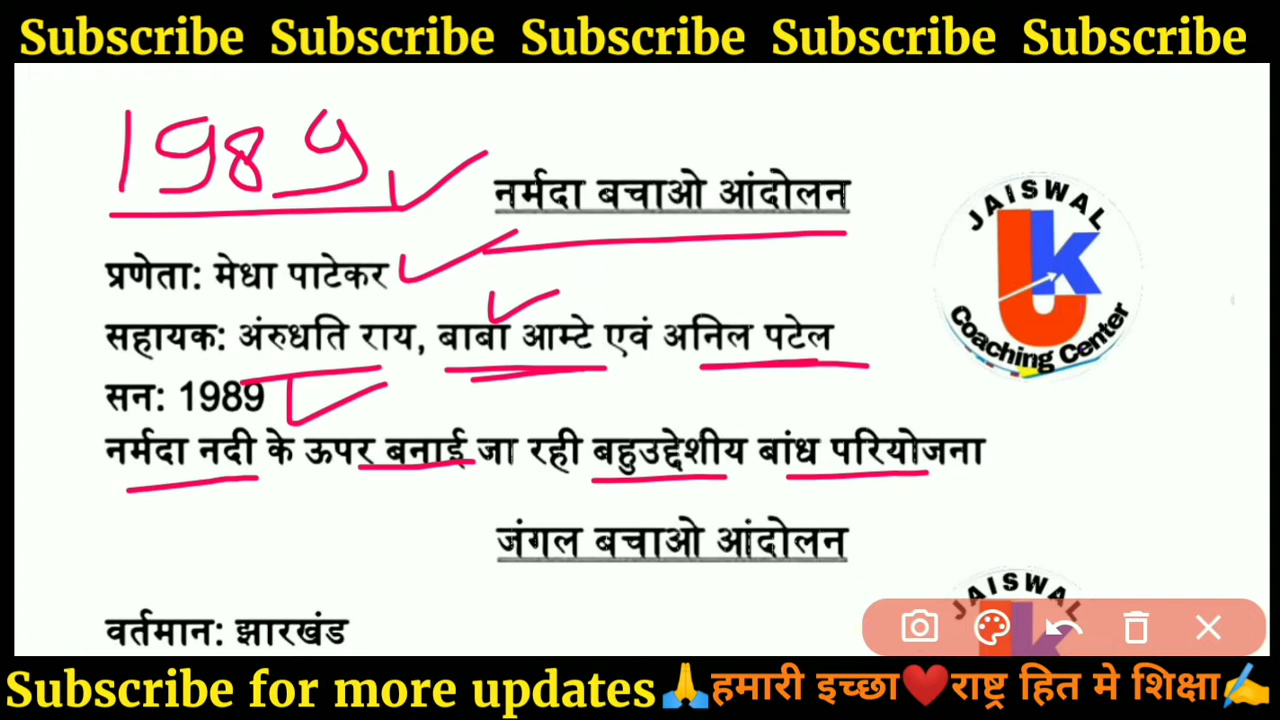 Subscribe Subscribe Subscribe Subscribe Subscribe
1989
नर्मदा बचाओ आंदोलन
JAISWAL
Jk
Coaching Center
प्रणेता: मेधा पाटेकर
सहायक: अंरुधति राय, बाबा आम्टे एवं अनिल पटेल
सन: 1989
नर्मदा नदी के ऊपर बनाई जा रही बहुउद्देशीय बांध परियोजना
जंगल बचाओ आंदोलन
JAISWAL
वर्तमान: झारखंड
Subscribe for more updates🙏हमारी इच्छा❤️राष्ट्र हित मे शिक्षा✍️